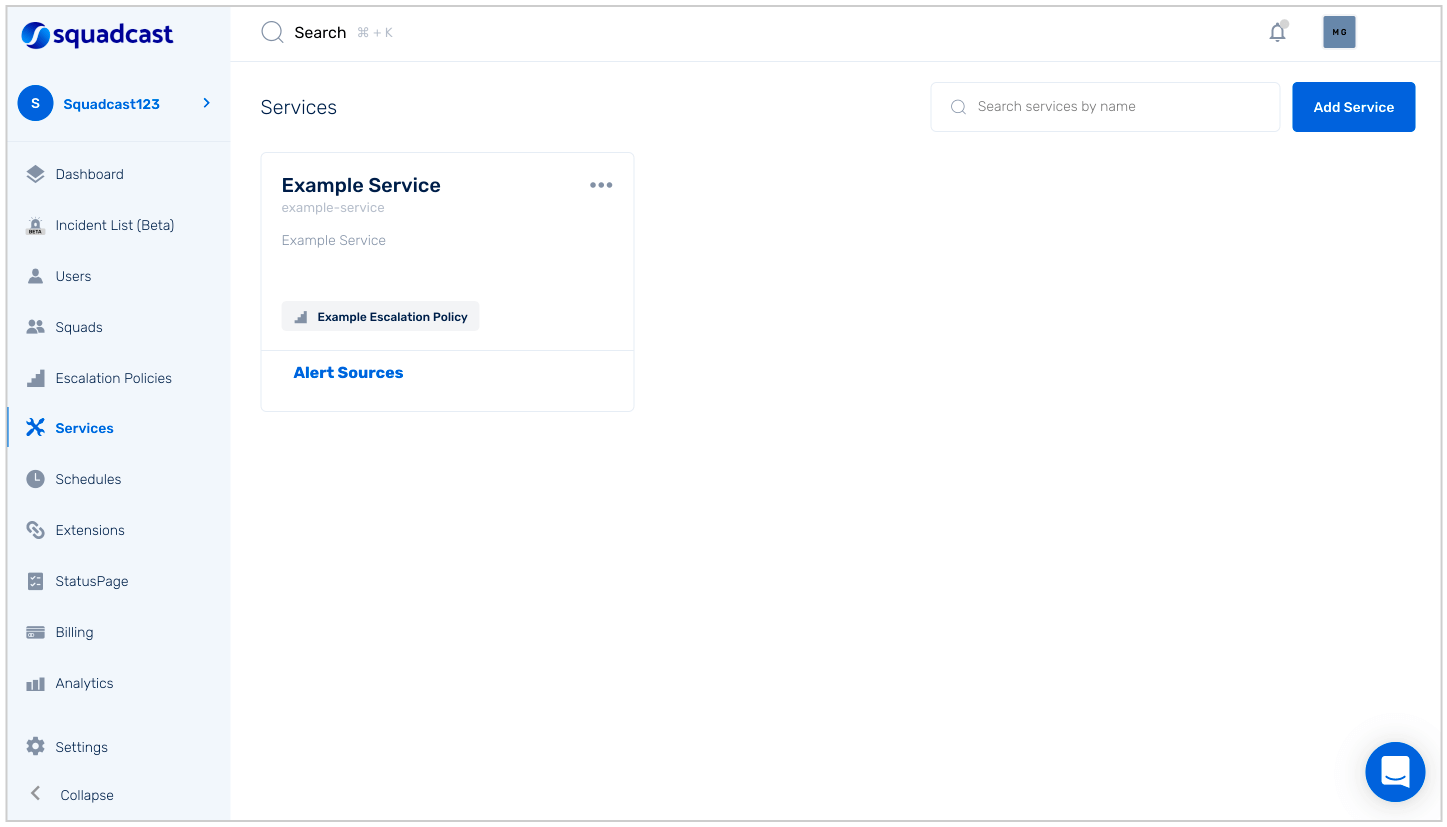 squadcast
Search ⌘ + K
M G
S Squadcast123
Services
Search services by name
Add Service
Dashboard
BETA Incident List (Beta)
Users
Squads
Escalation Policies
Services
Schedules
Extensions
StatusPage
Billing
Analytics
Settings
Collapse
Example Service
example-service
Example Service
Example Escalation Policy
Alert Sources